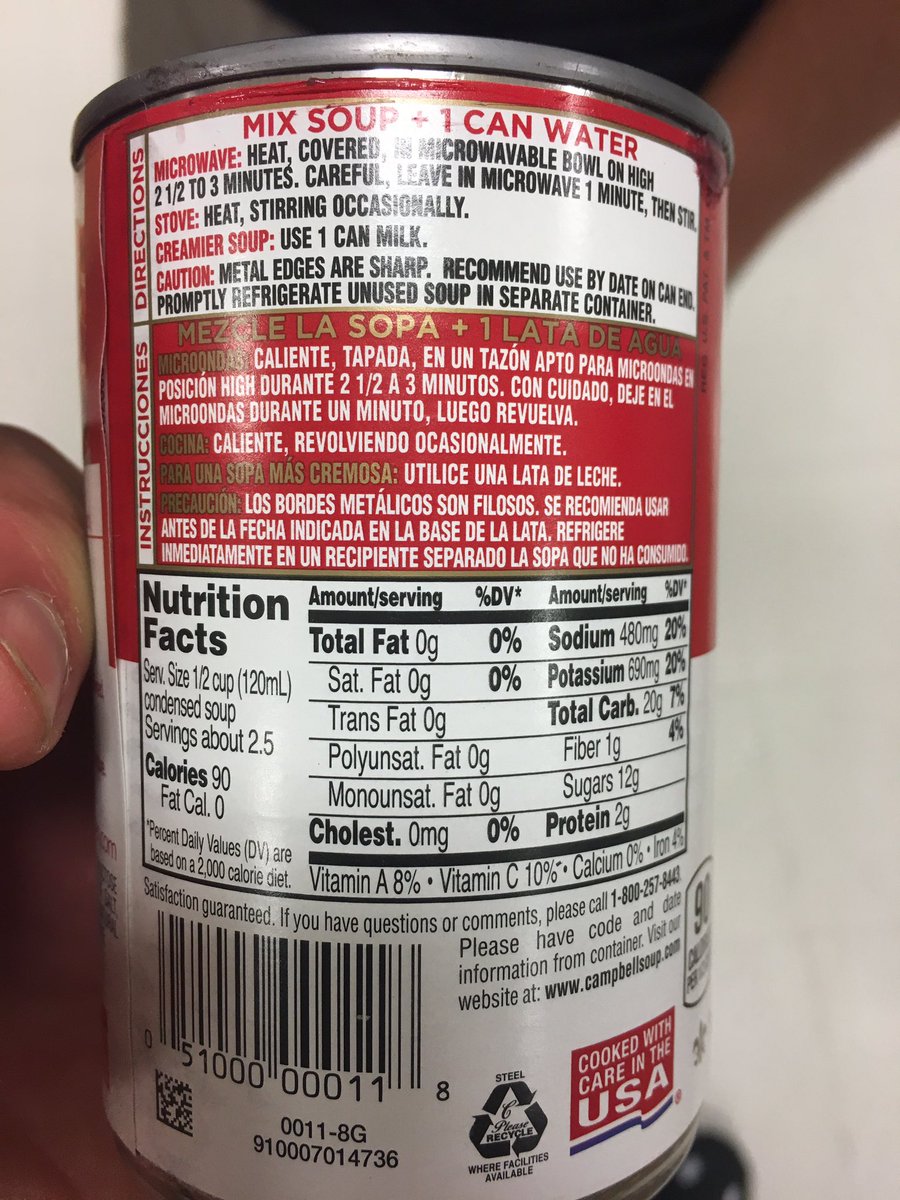 DIRECTIONS
MIX SOUP + 1 CAN WATER
MICROWAVE: HEAT, COVERED, IN MICROWAVABLE BOWL ON HIGH
2 1/2 TO 3 MINUTES. CAREFUL, LEAVE IN MICROWAVE 1 MINUTE, THEN STIR.
STOVE: HEAT, STIRRING OCCASIONALLY.
CREAMIER SOUP: USE 1 CAN MILK.
CAUTION: METAL EDGES ARE SHARP. RECOMMEND USE BY DATE ON CAN END.
PROMPTLY REFRIGERATE UNUSED SOUP IN SEPARATE CONTAINER.
INSTRUCCIONES
MEZCLE LA SOPA + 1 LATA DE AGUA
MICROONDAS: CALIENTE, TAPADA, EN UN TAZÓN APTO PARA MICROONDAS EN
POSICIÓN HIGH DURANTE 2 1/2 A 3 MINUTOS. CON CUIDADO, DEJE EN EL
MICROONDAS DURANTE UN MINUTO, LUEGO REVUELVA.
COCINA: CALIENTE, REVOLVIENDO OCASIONALMENTE.
PARA UNA SOPA MÁS CREMOSA: UTILICE UNA LATA DE LECHE.
PRECAUCIÓN: LOS BORDES METÁLICOS SON FILOSOS. SE RECOMIENDA USAR
ANTES DE LA FECHA INDICADA EN LA BASE DE LA LATA. REFRIGERE
INMEDIATAMENTE EN UN RECIPIENTE SEPARADO LA SOPA QUE NO HA CONSUMIDO.
Nutrition
Facts
Serv. Size 1/2 cup (120mL)
condensed soup
Servings about 2.5
Calories 90
Fat Cal. 0
*Percent Daily Values (DV) are
based on a 2,000 calorie diet.
Amount/serving %DV* Amount/serving %DV*
Total Fat 0g 0% Sodium 480mg 20%
Sat. Fat 0g 0% Potassium 690mg 20%
Trans Fat 0g Total Carb. 20g 7%
Polyunsat. Fat 0g Fiber 1g 4%
Monounsat. Fat 0g Sugars 12g
Cholest. 0mg 0% Protein 2g
Vitamin A 8% • Vitamin C 10% • Calcium 0% • Iron 4%
Satisfaction guaranteed. If you have questions or comments, please call 1-800-257-8443.
Please have code and date
information from container. Visit our
website at: www.campbellsoup.com
0 51000 00011 8
0011-8G
910007014736
STEEL
Please
RECYCLE
WHERE FACILITIES
AVAILABLE
COOKED WITH
CARE IN THE
USA
90